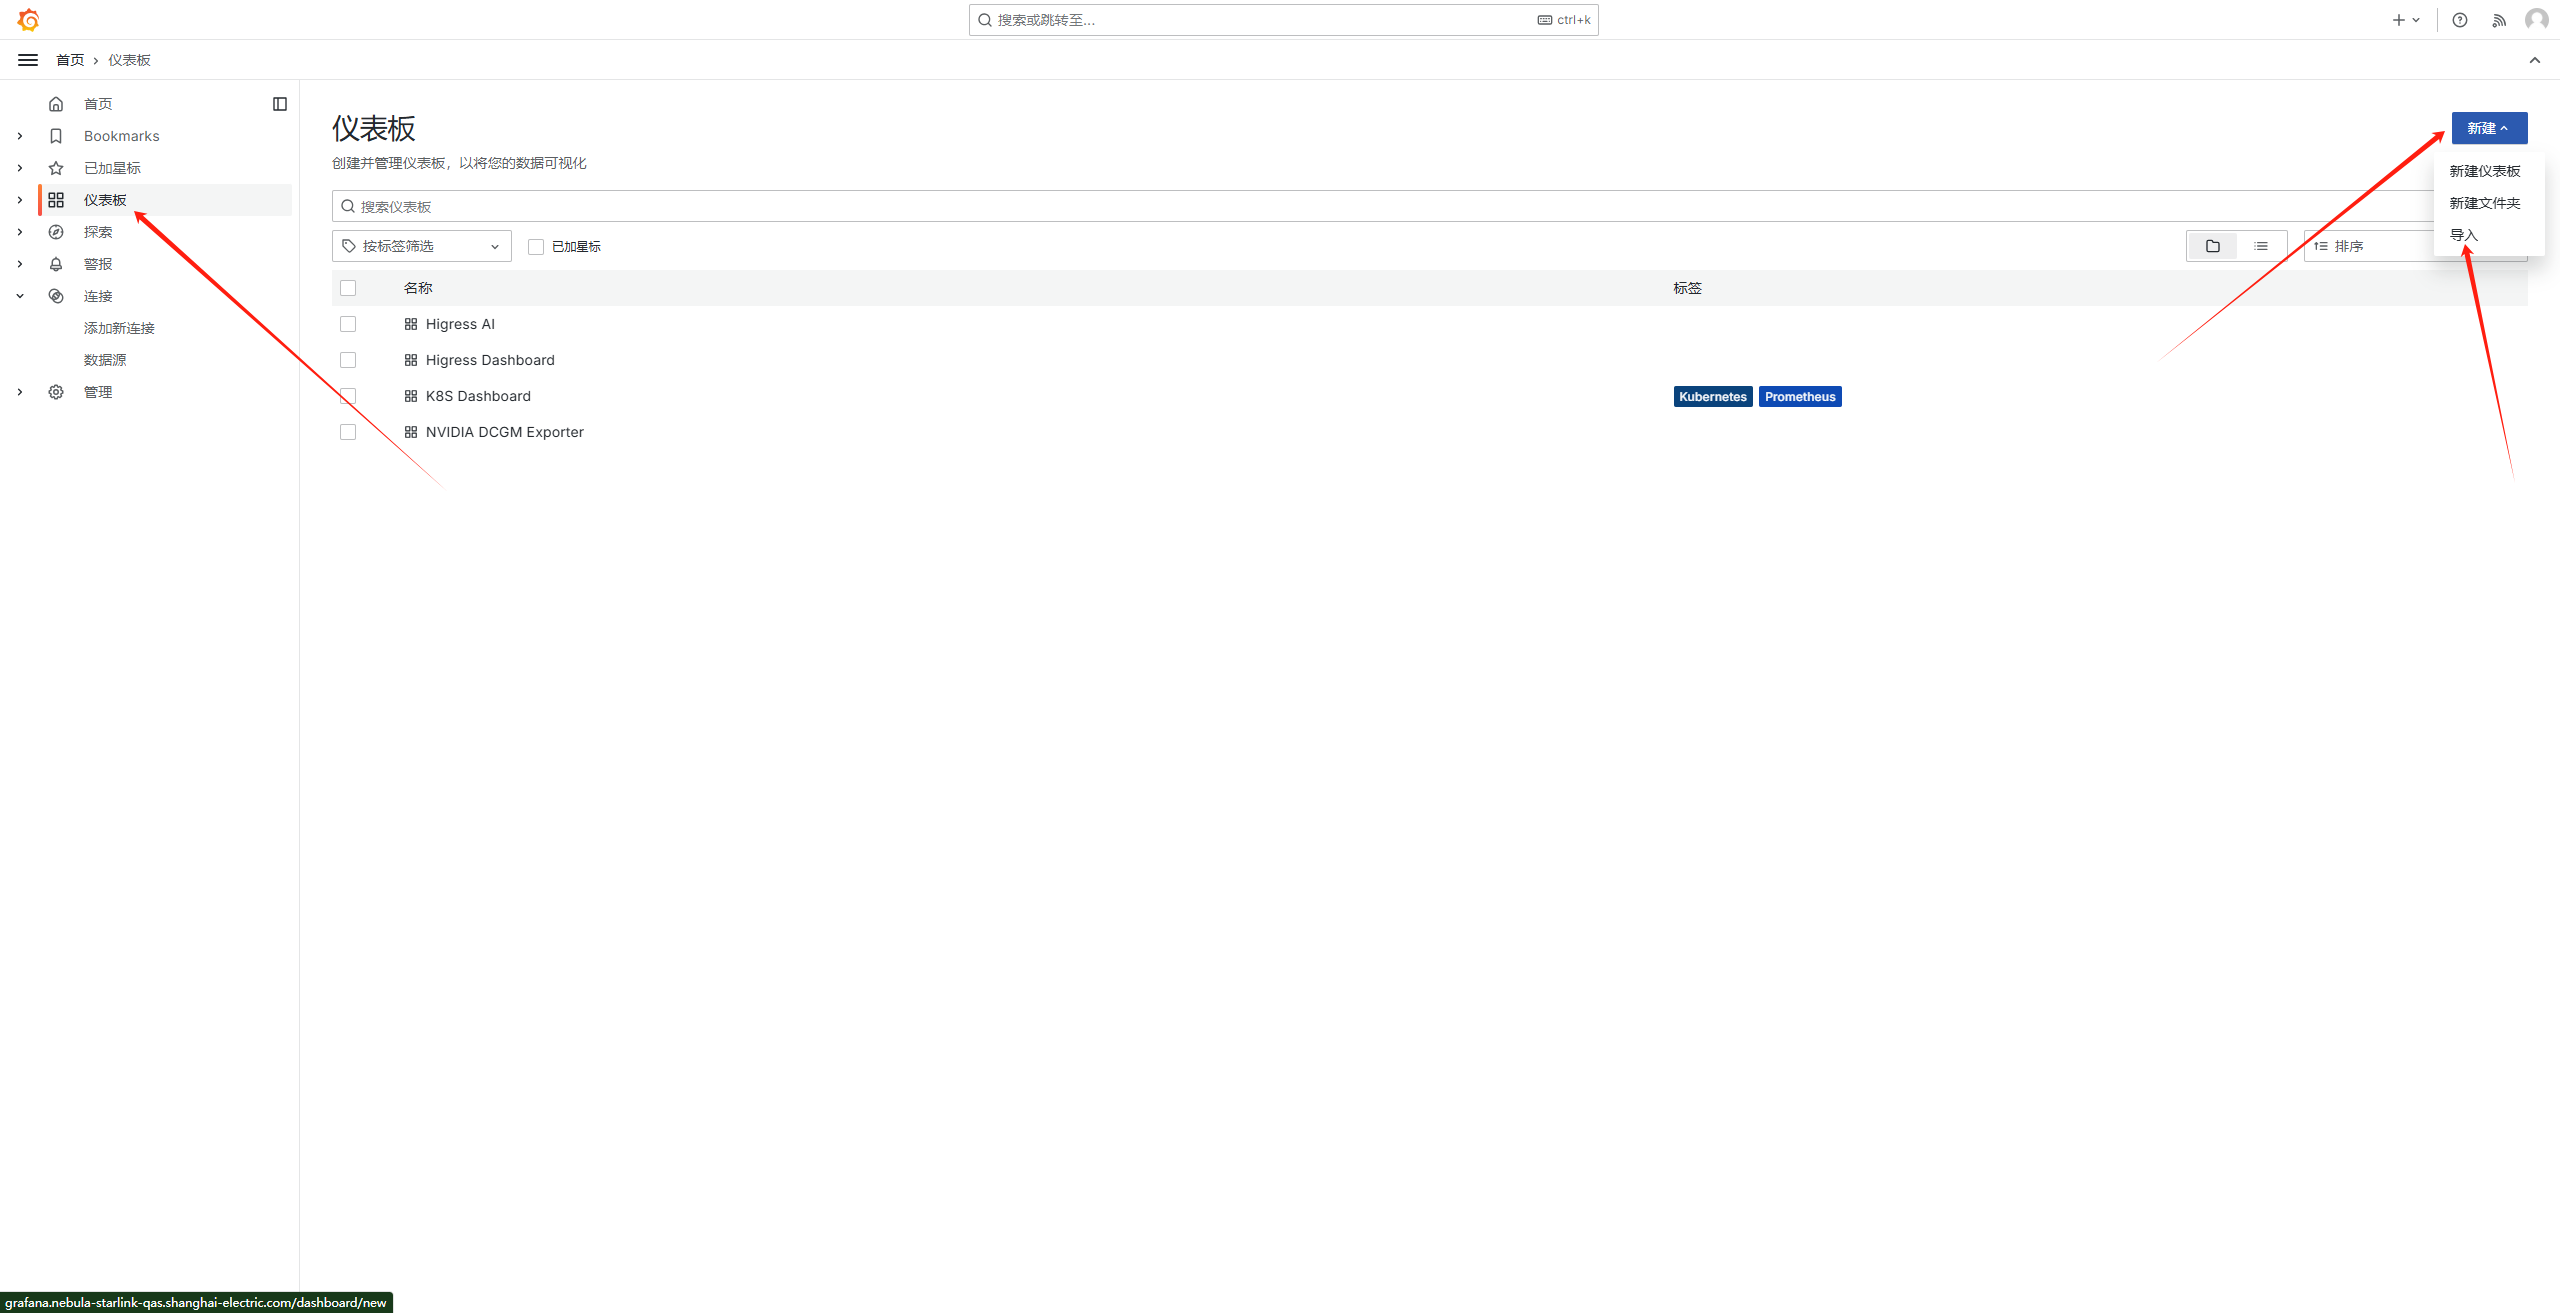 搜索或跳转至...
ctrl+k
首页 › 仪表板
首页
Bookmarks
已加星标
仪表板
探索
警报
连接
添加新连接
数据源
管理
仪表板
创建并管理仪表板，以将您的数据可视化
新建
新建仪表板
新建文件夹
导入
搜索仪表板
按标签筛选
已加星标
排序
名称 标签
Higress AI
Higress Dashboard
K8S Dashboard Kubernetes Prometheus
NVIDIA DCGM Exporter
grafana.nebula-starlink-qas.shanghai-electric.com/dashboard/new